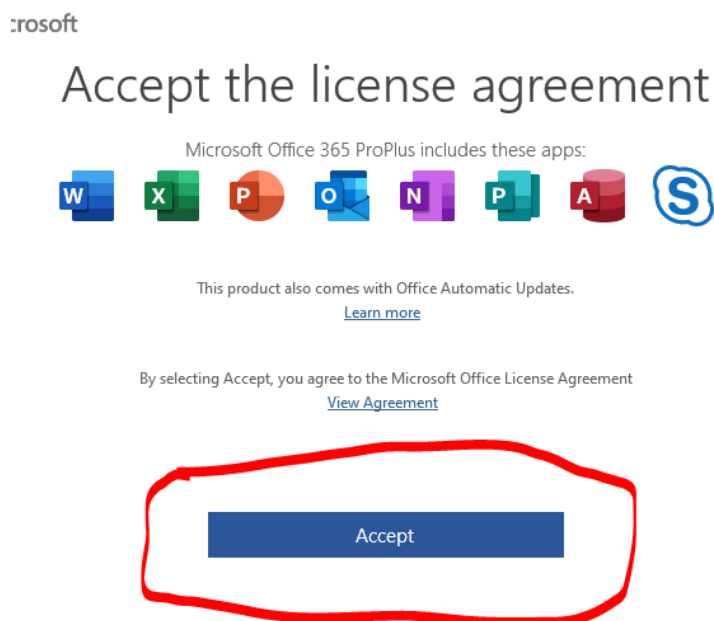 crosoft
Accept the license agreement
Microsoft Office 365 ProPlus includes these apps:
W X P O N P A S
This product also comes with Office Automatic Updates.
Learn more
By selecting Accept, you agree to the Microsoft Office License Agreement
View Agreement
Accept